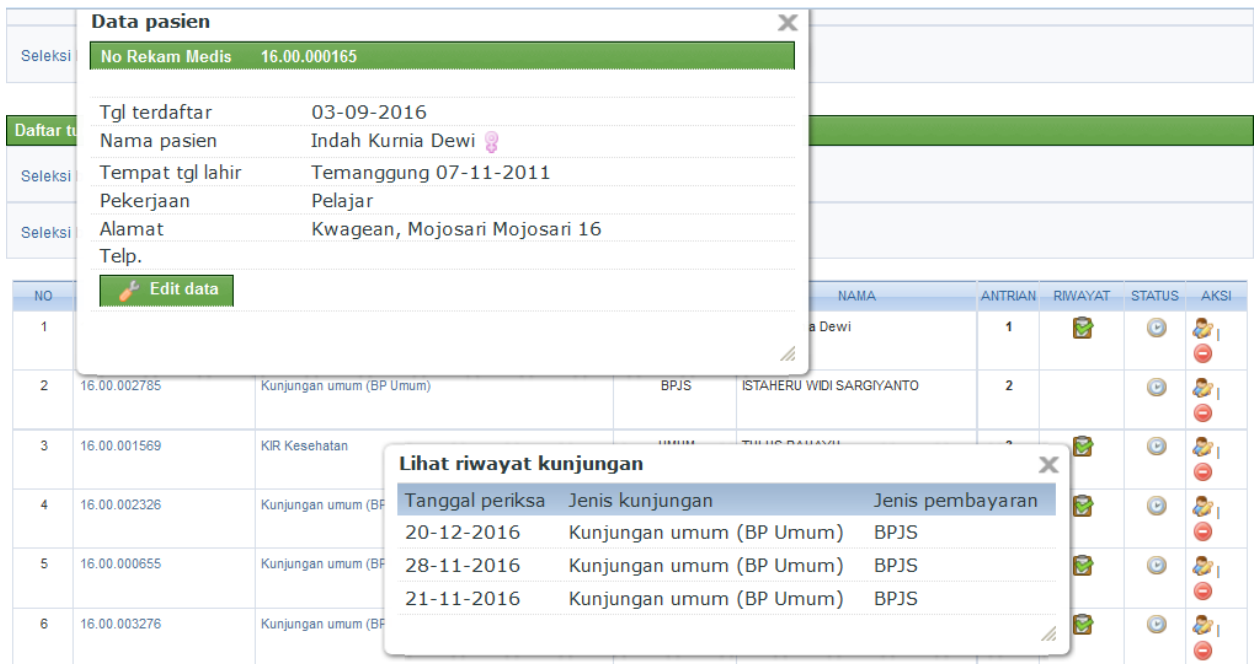 Data pasien
Seleksi
No Rekam Medis 16.00.000165
Tgl terdaftar 03-09-2016
Daftar tu
Nama pasien Indah Kurnia Dewi
Seleksi
Tempat tgl lahir Temanggung 07-11-2011
Pekerjaan Pelajar
Seleksi
Alamat Kwagean, Mojosari Mojosari 16
Telp.
Edit data
NO NAMA ANTRIAN RIWAYAT STATUS AKSI
1 a Dewi 1
2 16.00.002785 Kunjungan umum (BP Umum) BPJS ISTAHERU WIDI SARGIYANTO 2
3 16.00.001569 KIR Kesehatan
Lihat riwayat kunjungan
Tanggal periksa Jenis kunjungan Jenis pembayaran
4 16.00.002326 Kunjungan umum (BP
20-12-2016 Kunjungan umum (BP Umum) BPJS
5 16.00.000655 Kunjungan umum (BP
28-11-2016 Kunjungan umum (BP Umum) BPJS
21-11-2016 Kunjungan umum (BP Umum) BPJS
6 16.00.003276 Kunjungan umum (BP